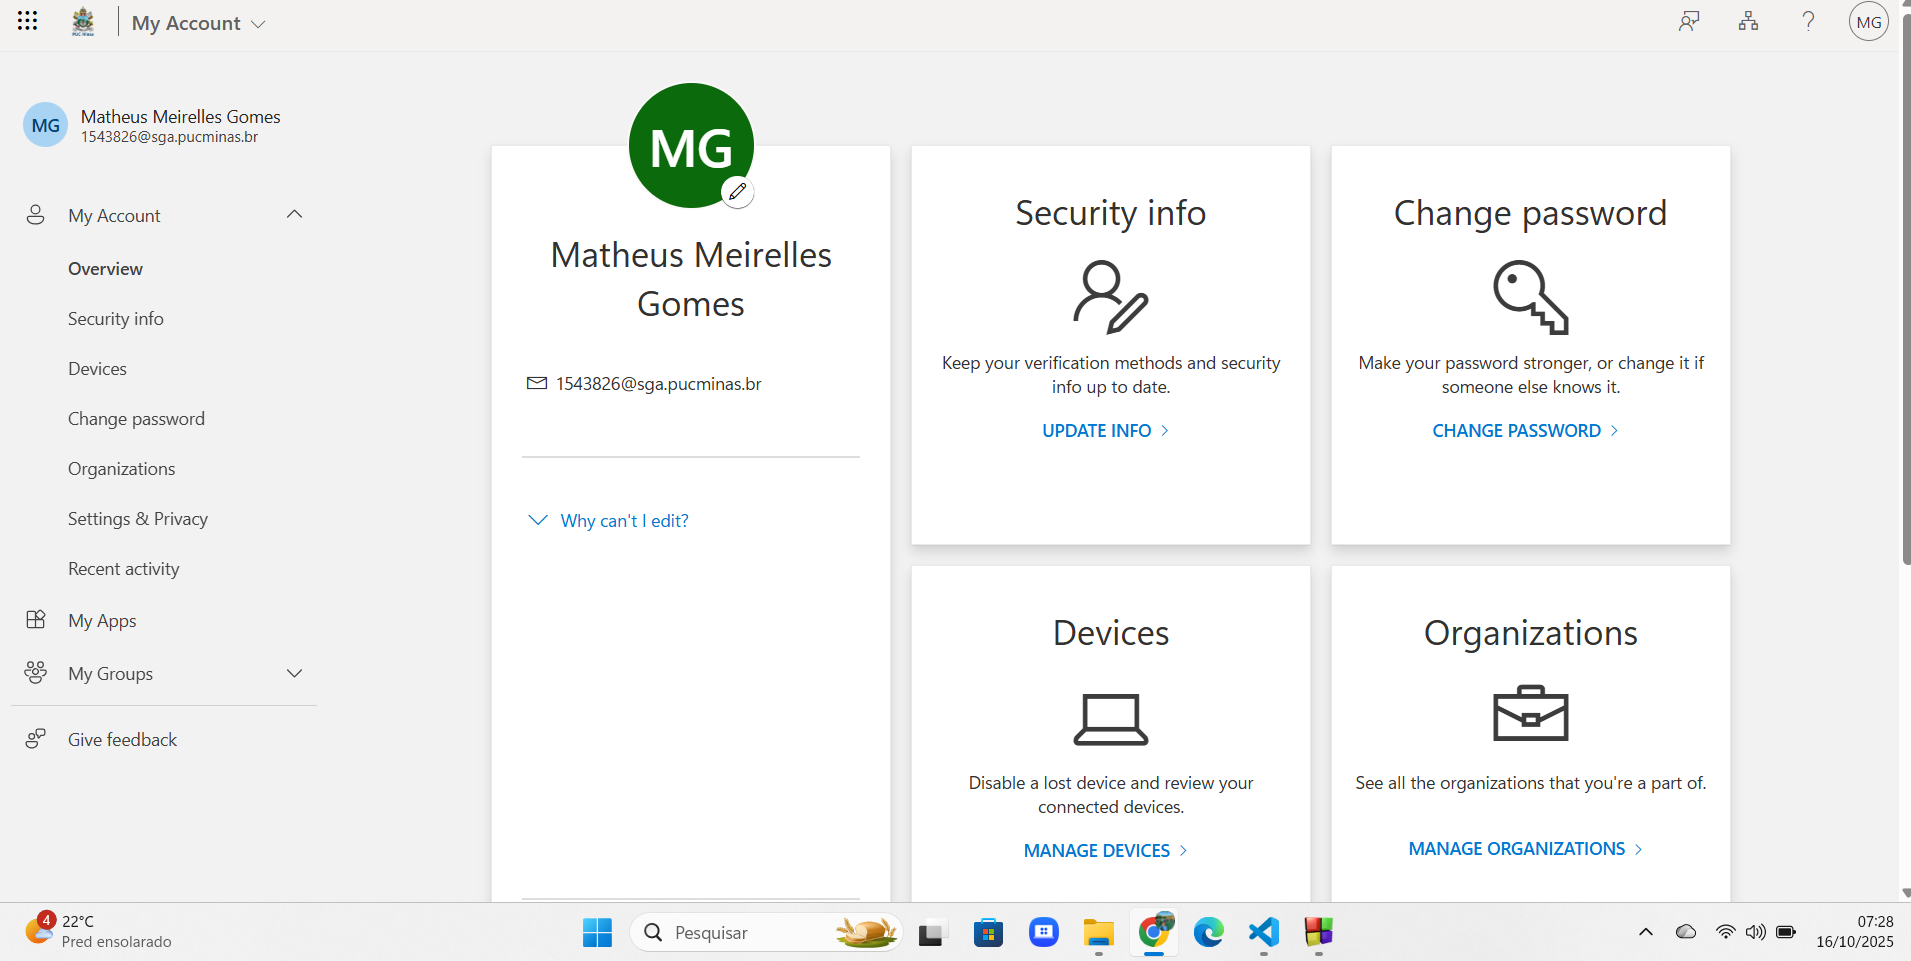 My Account
MG
Matheus Meirelles Gomes
MG
1543826@sga.pucminas.br
My Account
Overview
Security info
Devices
Change password
Organizations
Settings & Privacy
Recent activity
My Apps
My Groups
Give feedback
MG
Matheus Meirelles
Gomes
1543826@sga.pucminas.br
Why can't I edit?
Security info
Keep your verification methods and security
info up to date.
UPDATE INFO
Change password
Make your password stronger, or change it if
someone else knows it.
CHANGE PASSWORD
Devices
Disable a lost device and review your
connected devices.
MANAGE DEVICES
Organizations
See all the organizations that you're a part of.
MANAGE ORGANIZATIONS
4
22°C
Pred ensolarado
Pesquisar
07:28
16/10/2025